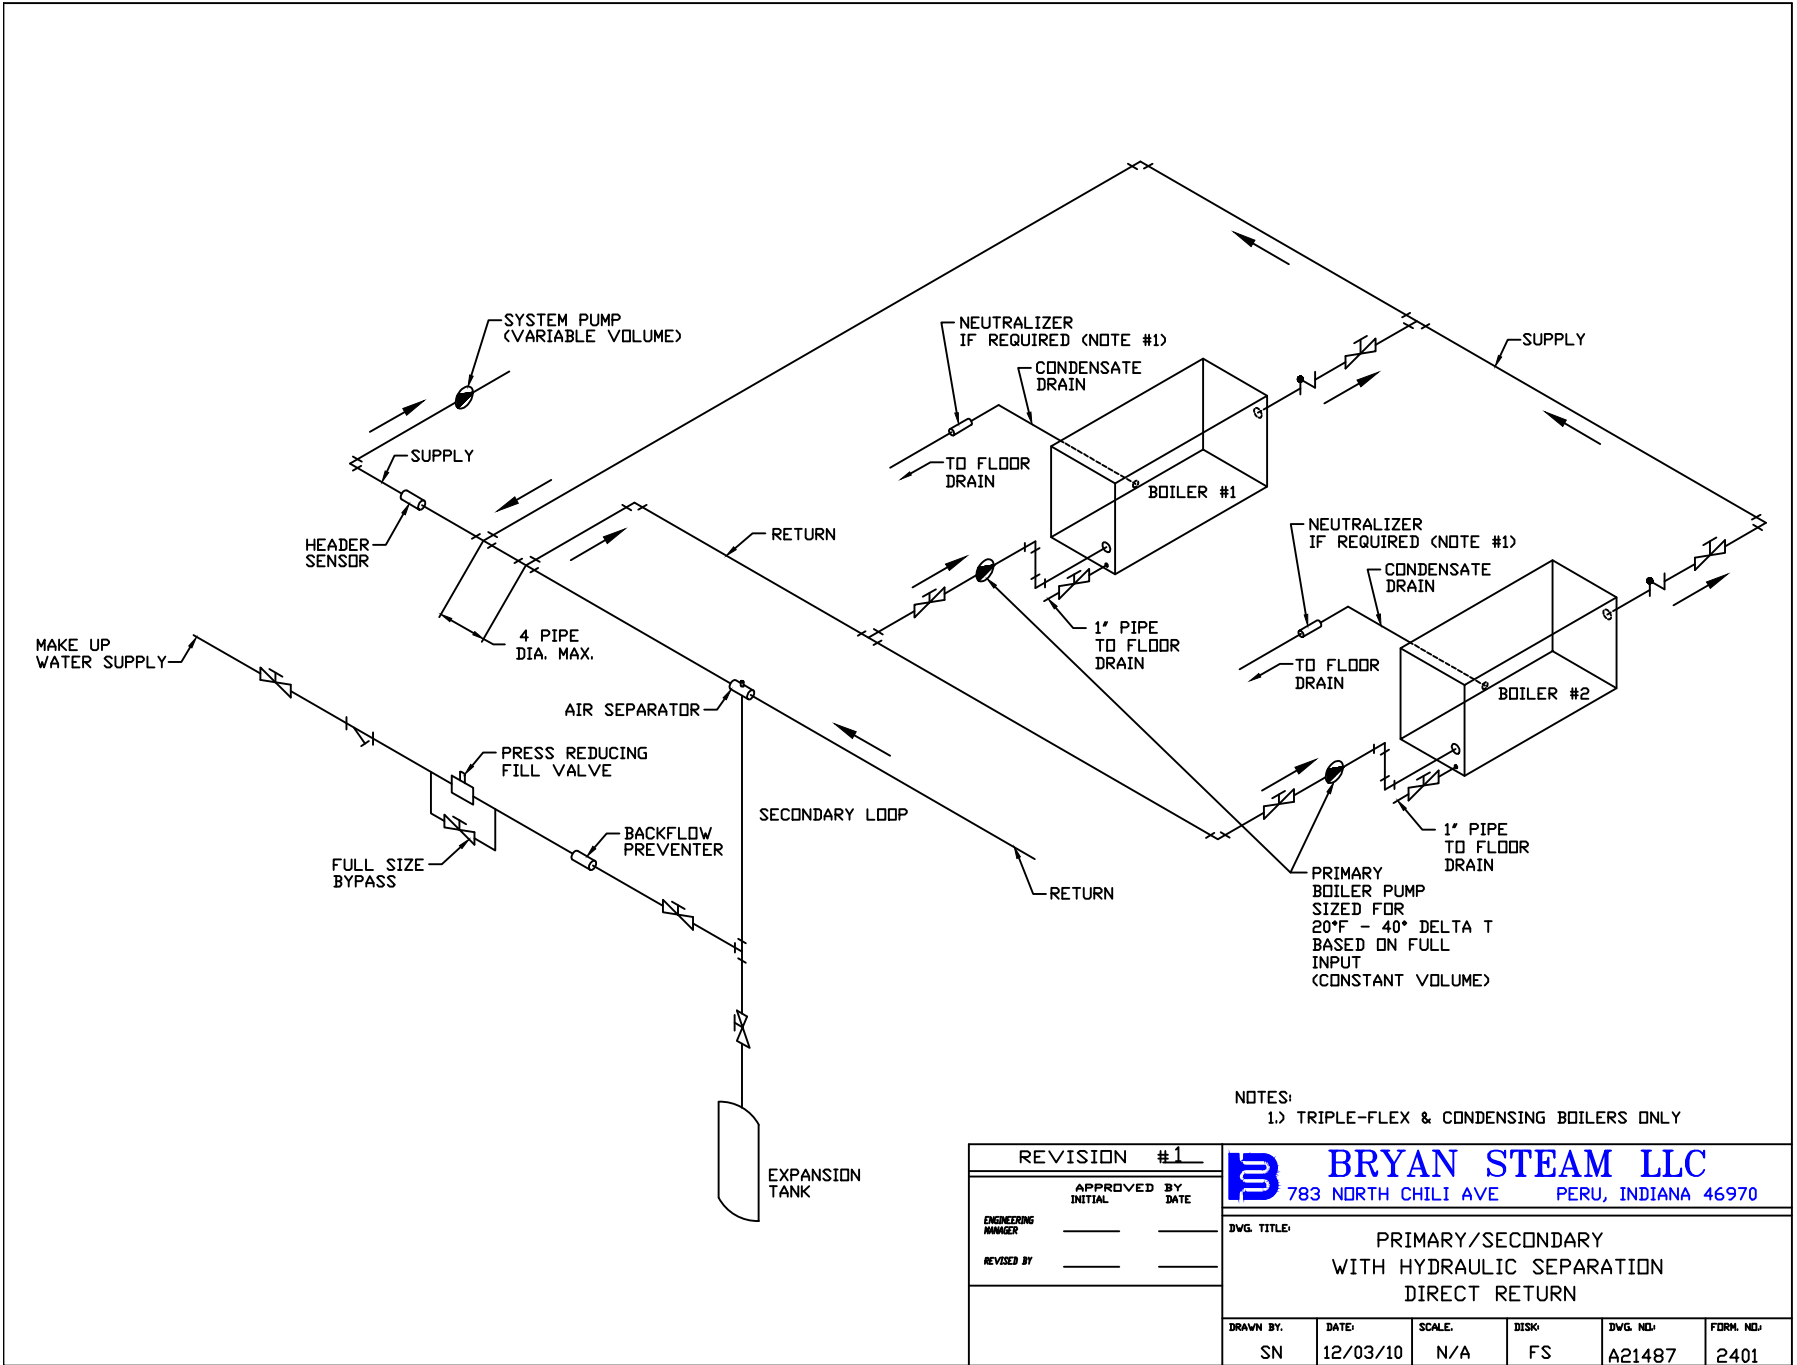 SYSTEM PUMP
(VARIABLE VOLUME)
SUPPLY
HEADER
SENSOR
4 PIPE
DIA. MAX.
MAKE UP
WATER SUPPLY
AIR SEPARATOR
PRESS REDUCING
FILL VALVE
FULL SIZE
BYPASS
BACKFLOW
PREVENTER
SECONDARY LOOP
RETURN
RETURN
EXPANSION
TANK
NEUTRALIZER
IF REQUIRED (NOTE #1)
CONDENSATE
DRAIN
TO FLOOR
DRAIN
BOILER #1
1" PIPE
TO FLOOR
DRAIN
SUPPLY
NEUTRALIZER
IF REQUIRED (NOTE #1)
CONDENSATE
DRAIN
TO FLOOR
DRAIN
BOILER #2
1" PIPE
TO FLOOR
DRAIN
PRIMARY
BOILER PUMP
SIZED FOR
20°F - 40° DELTA T
BASED ON FULL
INPUT
(CONSTANT VOLUME)
NOTES:
1.) TRIPLE-FLEX & CONDENSING BOILERS ONLY
REVISION #1
APPROVED BY
INITIAL DATE
ENGINEERING
MANAGER
REVISED BY
BRYAN STEAM LLC
783 NORTH CHILI AVE PERU, INDIANA 46970
DWG. TITLE:
PRIMARY/SECONDARY
WITH HYDRAULIC SEPARATION
DIRECT RETURN
DRAWN BY. DATE: SCALE. DISK: DWG. NO.: FORM. NO.:
SN 12/03/10 N/A FS A21487 2401